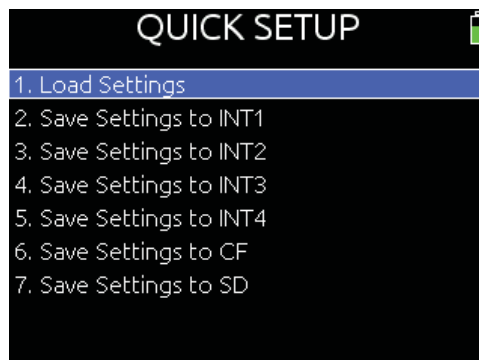 QUICK SETUP
1. Load Settings
2. Save Settings to INT1
3. Save Settings to INT2
4. Save Settings to INT3
5. Save Settings to INT4
6. Save Settings to CF
7. Save Settings to SD